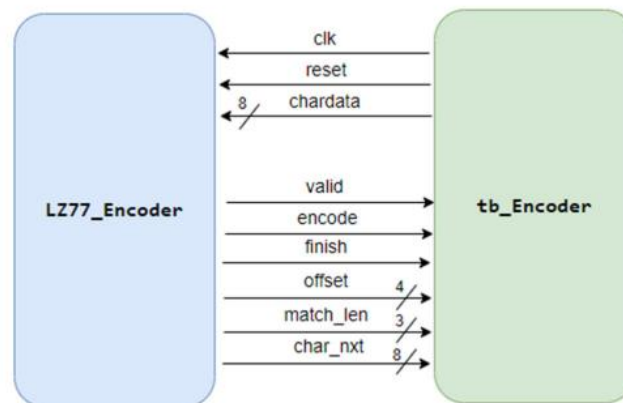 clk
reset
8 chardata
valid
LZ77_Encoder
tb_Encoder
encode
finish
offset 4
match_len 3
char_nxt 8